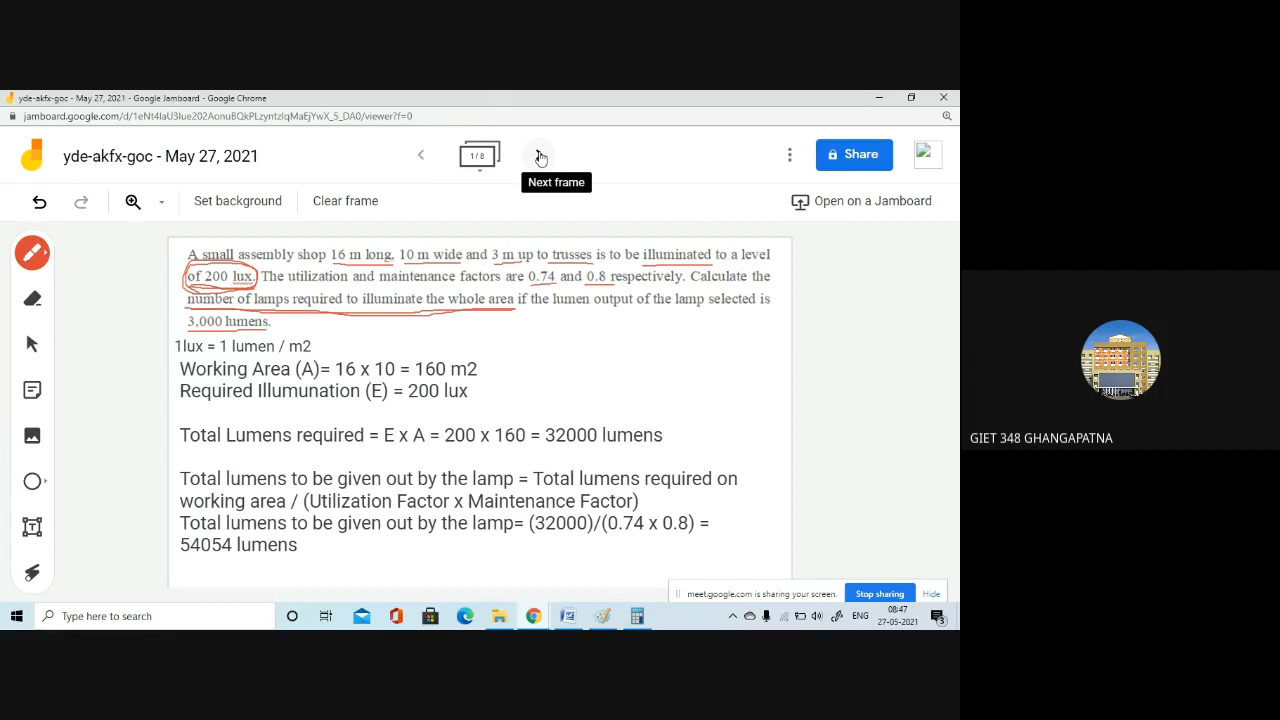 yde-akfx-goc - May 27, 2021 - Google Jamboard - Google Chrome
jamboard.google.com/d/1eNt4IaU3Iue202AonuBQkPLzyntzIqMaEjYwX_5_DA0/viewer?f=0
yde-akfx-goc - May 27, 2021
1 / 8
Share
Next frame
Set background
Clear frame
Open on a Jamboard
A small assembly shop 16 m long, 10 m wide and 3 m up to trusses is to be illuminated to a level
of 200 lux. The utilization and maintenance factors are 0.74 and 0.8 respectively. Calculate the
number of lamps required to illuminate the whole area if the lumen output of the lamp selected is
3,000 lumens.
1lux = 1 lumen / m2
Working Area (A)= 16 x 10 = 160 m2
Required Illumunation (E) = 200 lux
Total Lumens required = E x A = 200 x 160 = 32000 lumens
Total lumens to be given out by the lamp = Total lumens required on
working area / (Utilization Factor x Maintenance Factor)
Total lumens to be given out by the lamp= (32000)/(0.74 x 0.8) =
54054 lumens
GIET 348 GHANGAPATNA
meet.google.com is sharing your screen.
Stop sharing
Hide
Type here to search
ENG
08:47
27-05-2021
3